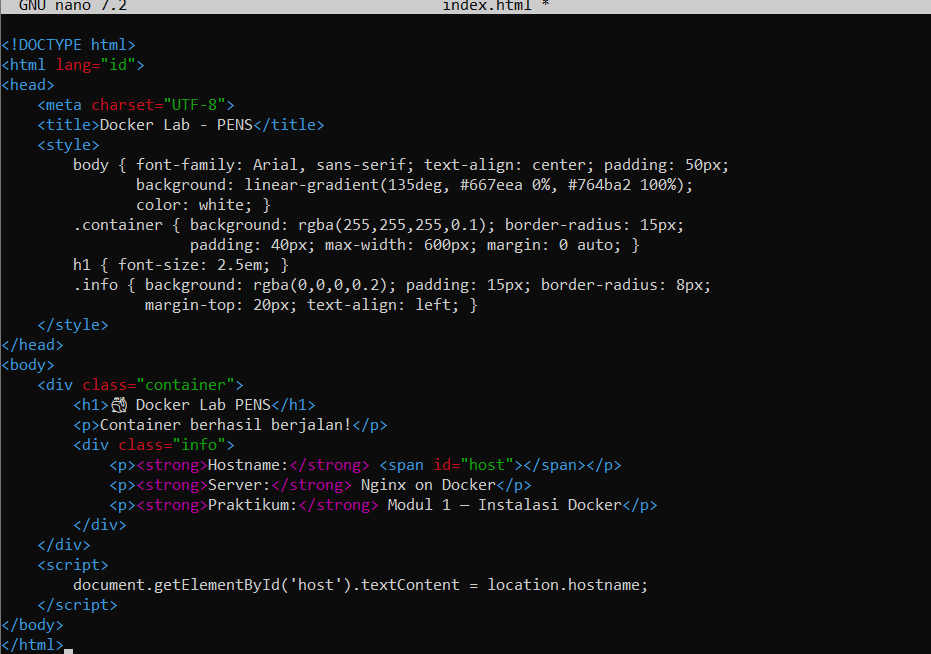 GNU nano 7.2 index.html *
<!DOCTYPE html>
<html lang="id">
<head>
    <meta charset="UTF-8">
    <title>Docker Lab - PENS</title>
    <style>
        body { font-family: Arial, sans-serif; text-align: center; padding: 50px;
               background: linear-gradient(135deg, #667eea 0%, #764ba2 100%);
               color: white; }
        .container { background: rgba(255,255,255,0.1); border-radius: 15px;
                     padding: 40px; max-width: 600px; margin: 0 auto; }
        h1 { font-size: 2.5em; }
        .info { background: rgba(0,0,0,0.2); padding: 15px; border-radius: 8px;
                margin-top: 20px; text-align: left; }
    </style>
</head>
<body>
    <div class="container">
        <h1> Docker Lab PENS</h1>
        <p>Container berhasil berjalan!</p>
        <div class="info">
            <p><strong>Hostname:</strong> <span id="host"></span></p>
            <p><strong>Server:</strong> Nginx on Docker</p>
            <p><strong>Praktikum:</strong> Modul 1 — Instalasi Docker</p>
        </div>
    </div>
    <script>
        document.getElementById('host').textContent = location.hostname;
    </script>
</body>
</html>